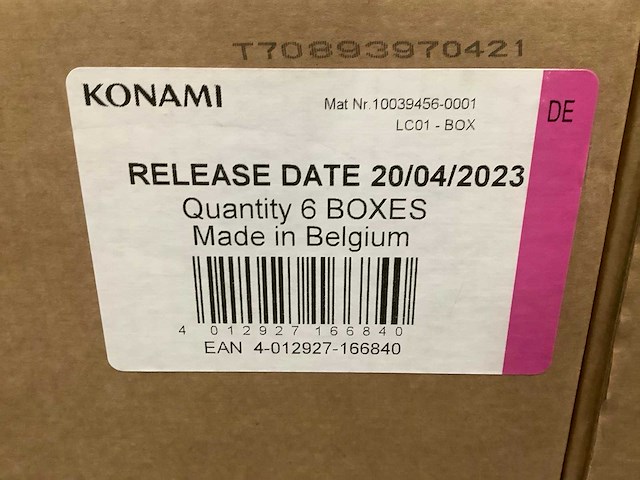 T70893970421
KONAMI
Mat Nr.10039456-0001
LC01 - BOX
DE
RELEASE DATE 20/04/2023
Quantity 6 BOXES
Made in Belgium
4 012927 166840
EAN 4-012927-166840